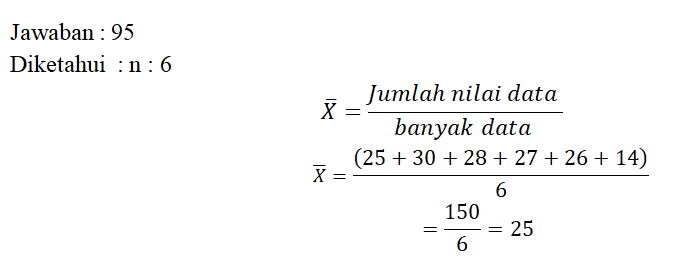 Jawaban : 95
Diketahui : n : 6
X̅ = Jumlah nilai data / banyak data
X̅ = (25 + 30 + 28 + 27 + 26 + 14) / 6
= 150 / 6 = 25